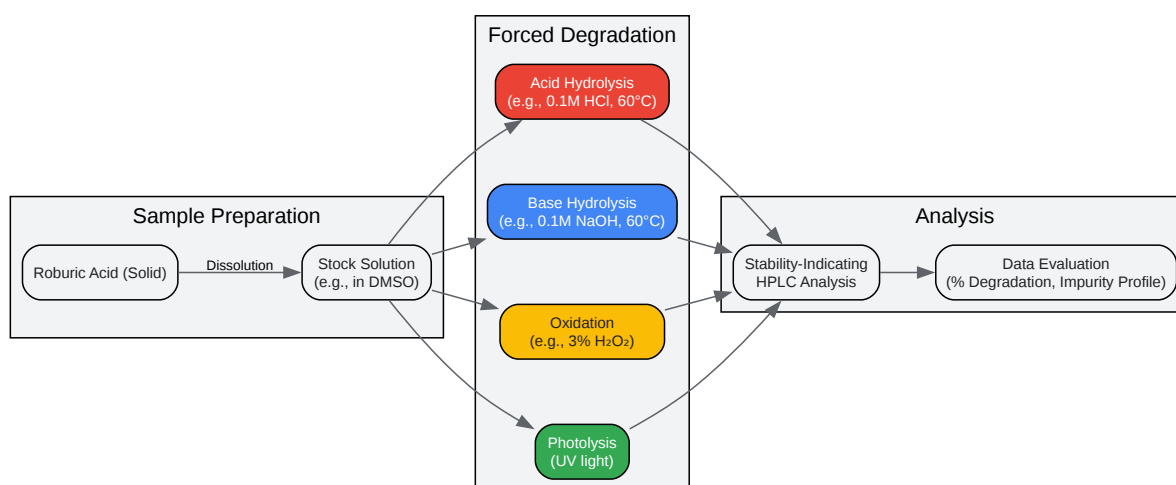 Forced Degradation
Acid Hydrolysis
(e.g., 0.1M HCl, 60°C)
Sample Preparation
Base Hydrolysis
(e.g., 0.1M NaOH, 60°C)
Analysis
Roburic Acid (Solid)
Dissolution
Stock Solution
(e.g., in DMSO)
Stability-Indicating
HPLC Analysis
Data Evaluation
(% Degradation, Impurity Profile)
Oxidation
(e.g., 3% H₂O₂)
Photolysis
(UV light)